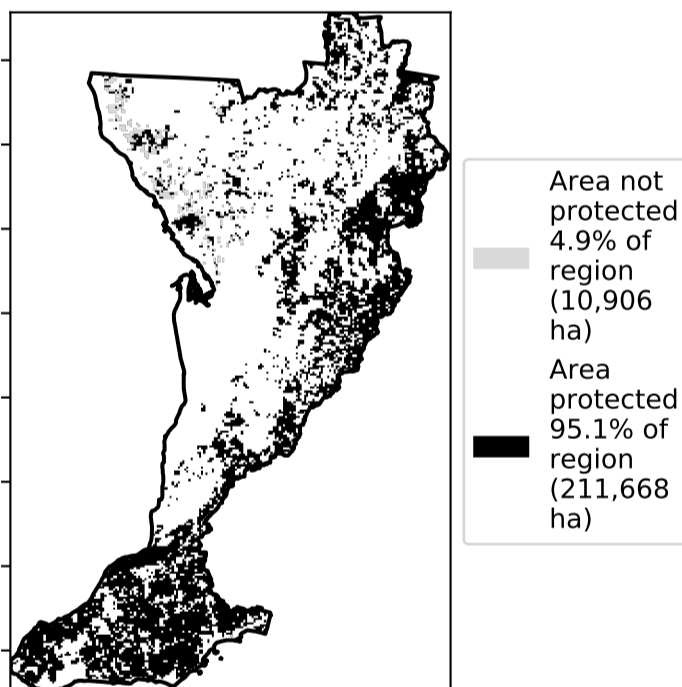 Area not
protected
4.9% of
region
(10,906
ha)
Area
protected
95.1% of
region
(211,668
ha)